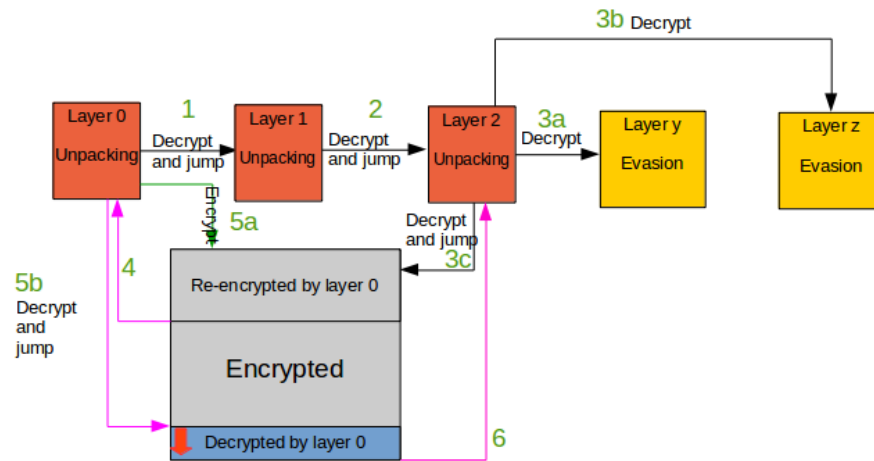 3b Decrypt
Layer 0
Unpacking
1
Decrypt
and jump
Layer 1
Unpacking
2
Decrypt
and jump
Layer 2
Unpacking
3a
Decrypt
Layer y
Evasion
Layer z
Evasion
Encrypt
5a
Decrypt
and jump
3c
4
5b
Decrypt
and
jump
Re-encrypted by layer 0
Encrypted
Decrypted by layer 0
6